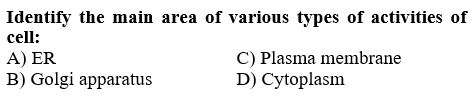 Identify the main area of various types of activities of
cell:
A) ER C) Plasma membrane
B) Golgi apparatus D) Cytoplasm